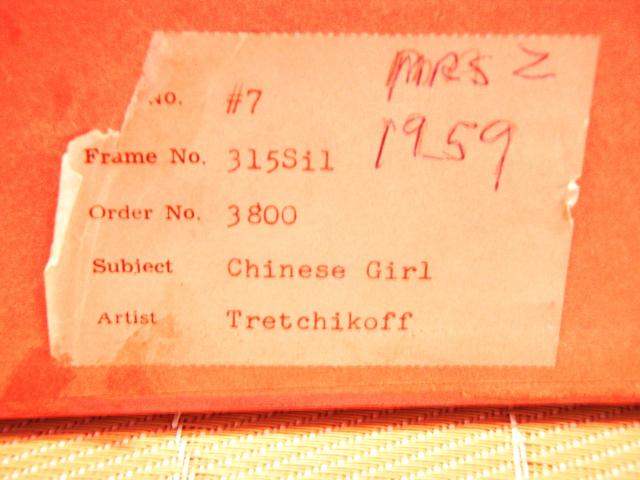 MRS Z
No. #7
1959
Frame No. 315Sil
Order No. 3800
Subject Chinese Girl
Artist Tretchikoff